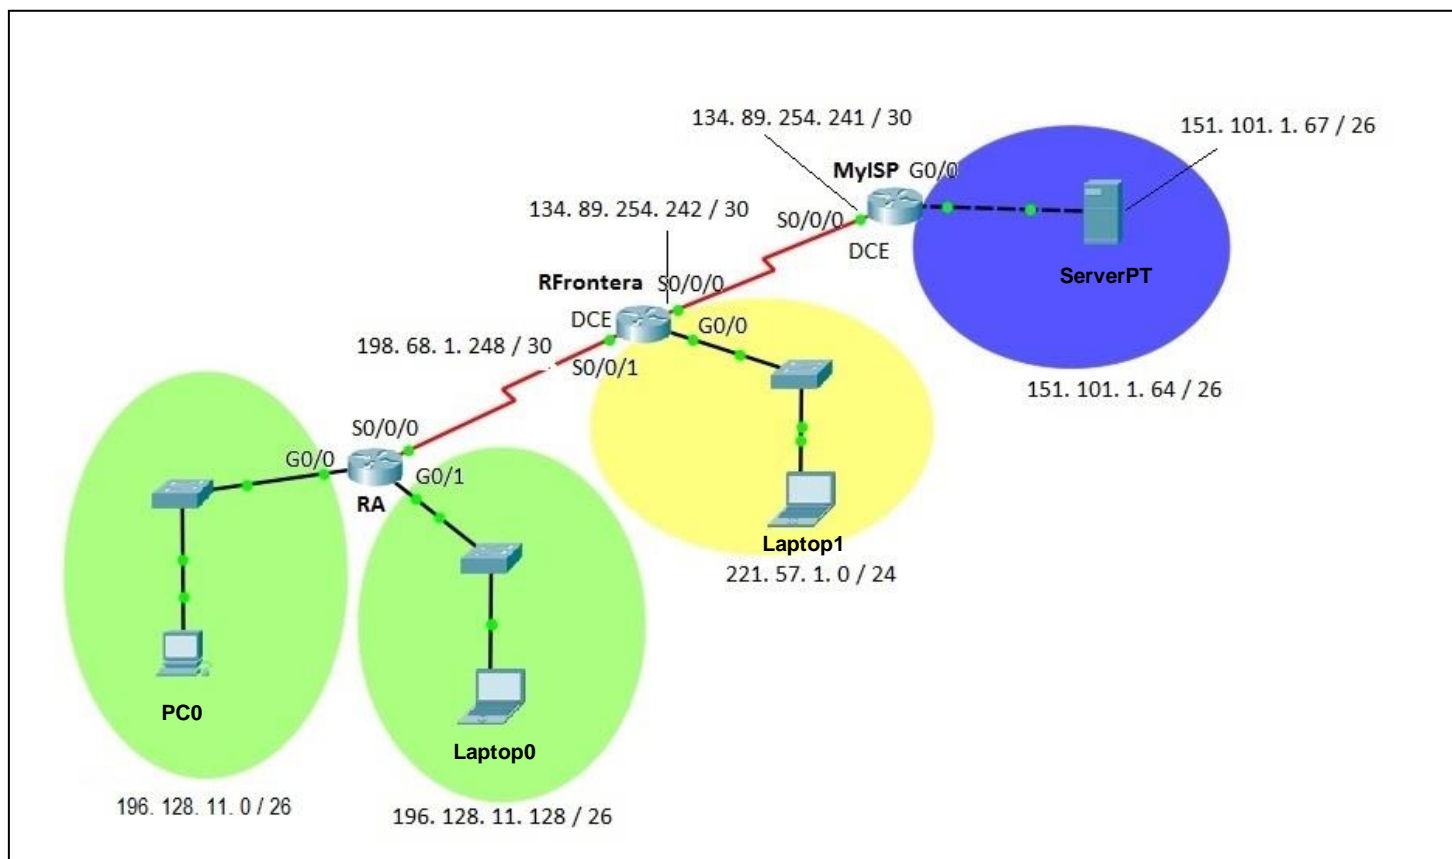 134. 89. 254. 241 / 30
151. 101. 1. 67 / 26
MyISP G0/0
134. 89. 254. 242 / 30
S0/0/0
DCE
ServerPT
RFrontera S0/0/0
DCE
G0/0
198. 68. 1. 248 / 30
S0/0/1
151. 101. 1. 64 / 26
S0/0/0
G0/0
G0/1
RA
Laptop1
221. 57. 1. 0 / 24
PC0
Laptop0
196. 128. 11. 0 / 26
196. 128. 11. 128 / 26